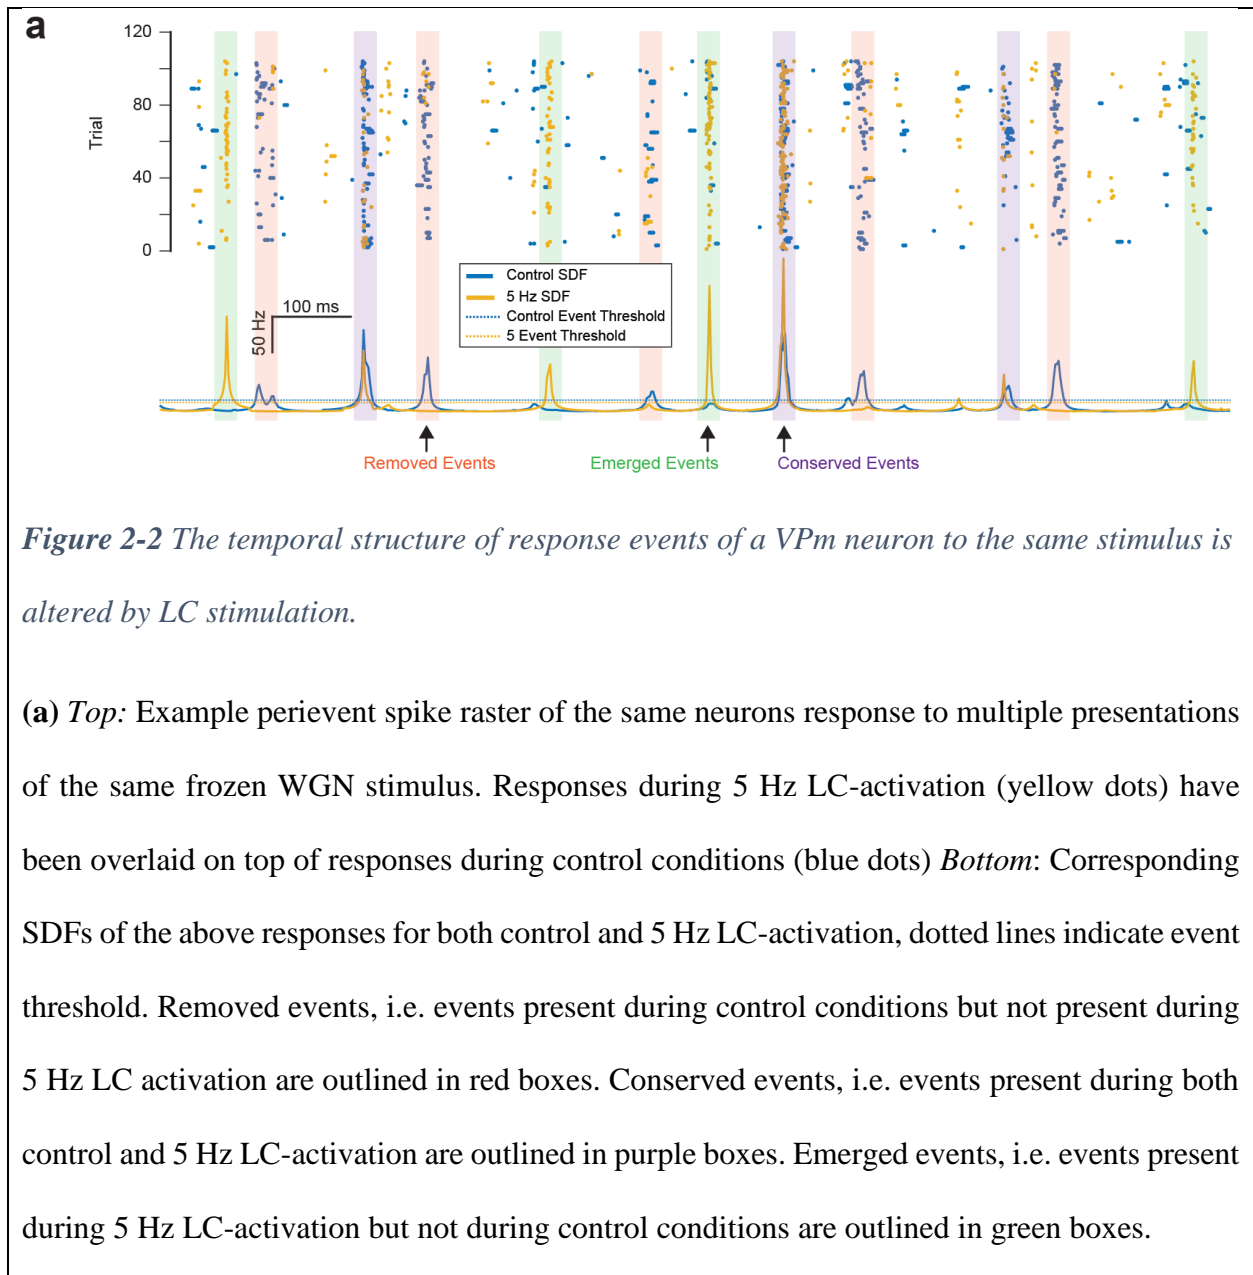 a
120
80
40
0
Trial
Control SDF
5 Hz SDF
Control Event Threshold
5 Event Threshold
100 ms
50 Hz
Removed Events
Emerged Events
Conserved Events
Figure 2-2 The temporal structure of response events of a VPm neuron to the same stimulus is
altered by LC stimulation.
(a) Top: Example perievent spike raster of the same neurons response to multiple presentations
of the same frozen WGN stimulus. Responses during 5 Hz LC-activation (yellow dots) have
been overlaid on top of responses during control conditions (blue dots) Bottom: Corresponding
SDFs of the above responses for both control and 5 Hz LC-activation, dotted lines indicate event
threshold. Removed events, i.e. events present during control conditions but not present during
5 Hz LC activation are outlined in red boxes. Conserved events, i.e. events present during both
control and 5 Hz LC-activation are outlined in purple boxes. Emerged events, i.e. events present
during 5 Hz LC-activation but not during control conditions are outlined in green boxes.